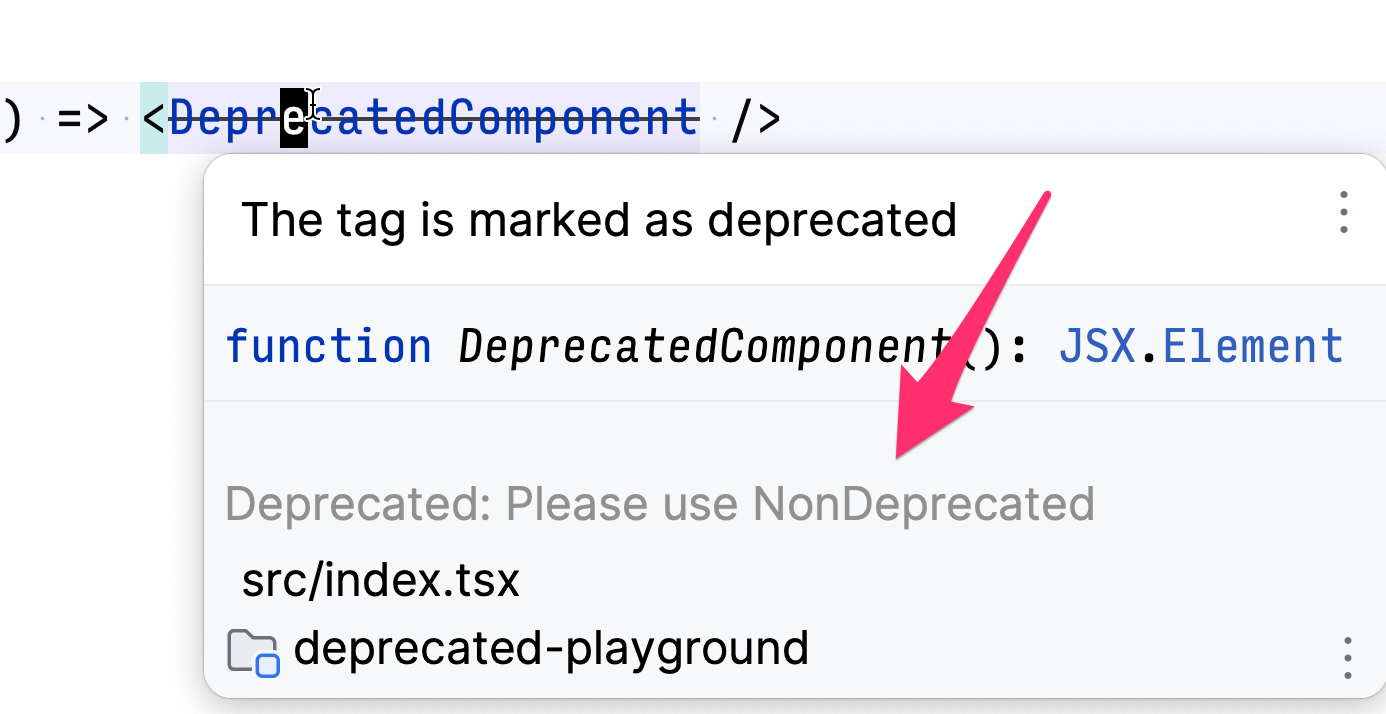 ) => <DeprecatedComponent />
The tag is marked as deprecated
function DeprecatedComponent(): JSX.Element
Deprecated: Please use NonDeprecated
src/index.tsx
deprecated-playground